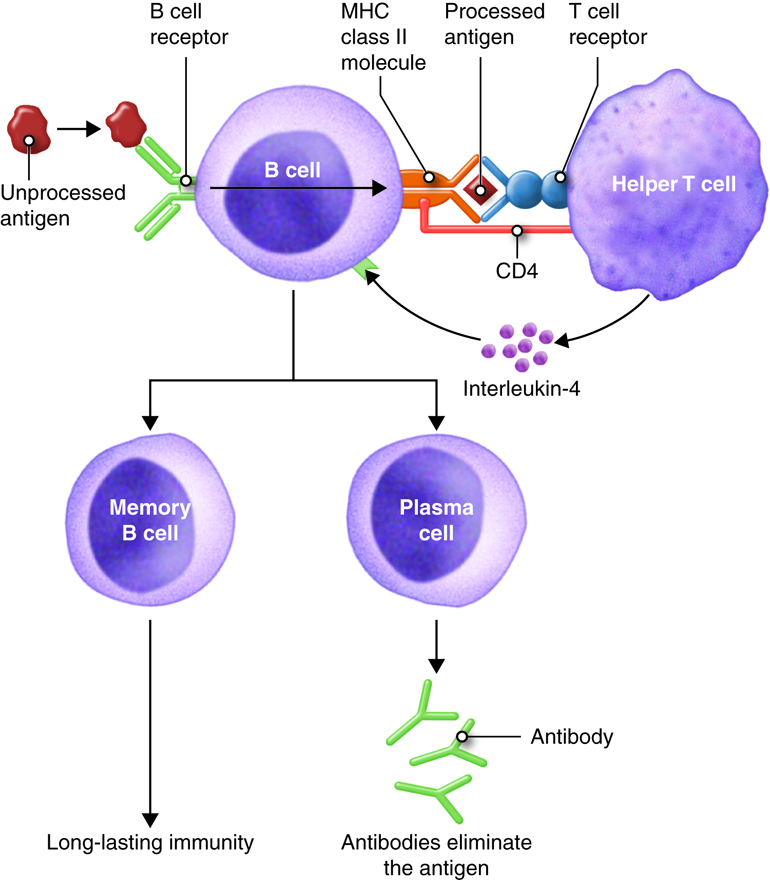 B cell
receptor
MHC
class II
molecule
Processed
antigen
T cell
receptor
Unprocessed
antigen
B cell
Helper T cell
CD4
Interleukin-4
Memory
B cell
Plasma
cell
Antibody
Long-lasting immunity
Antibodies eliminate
the antigen